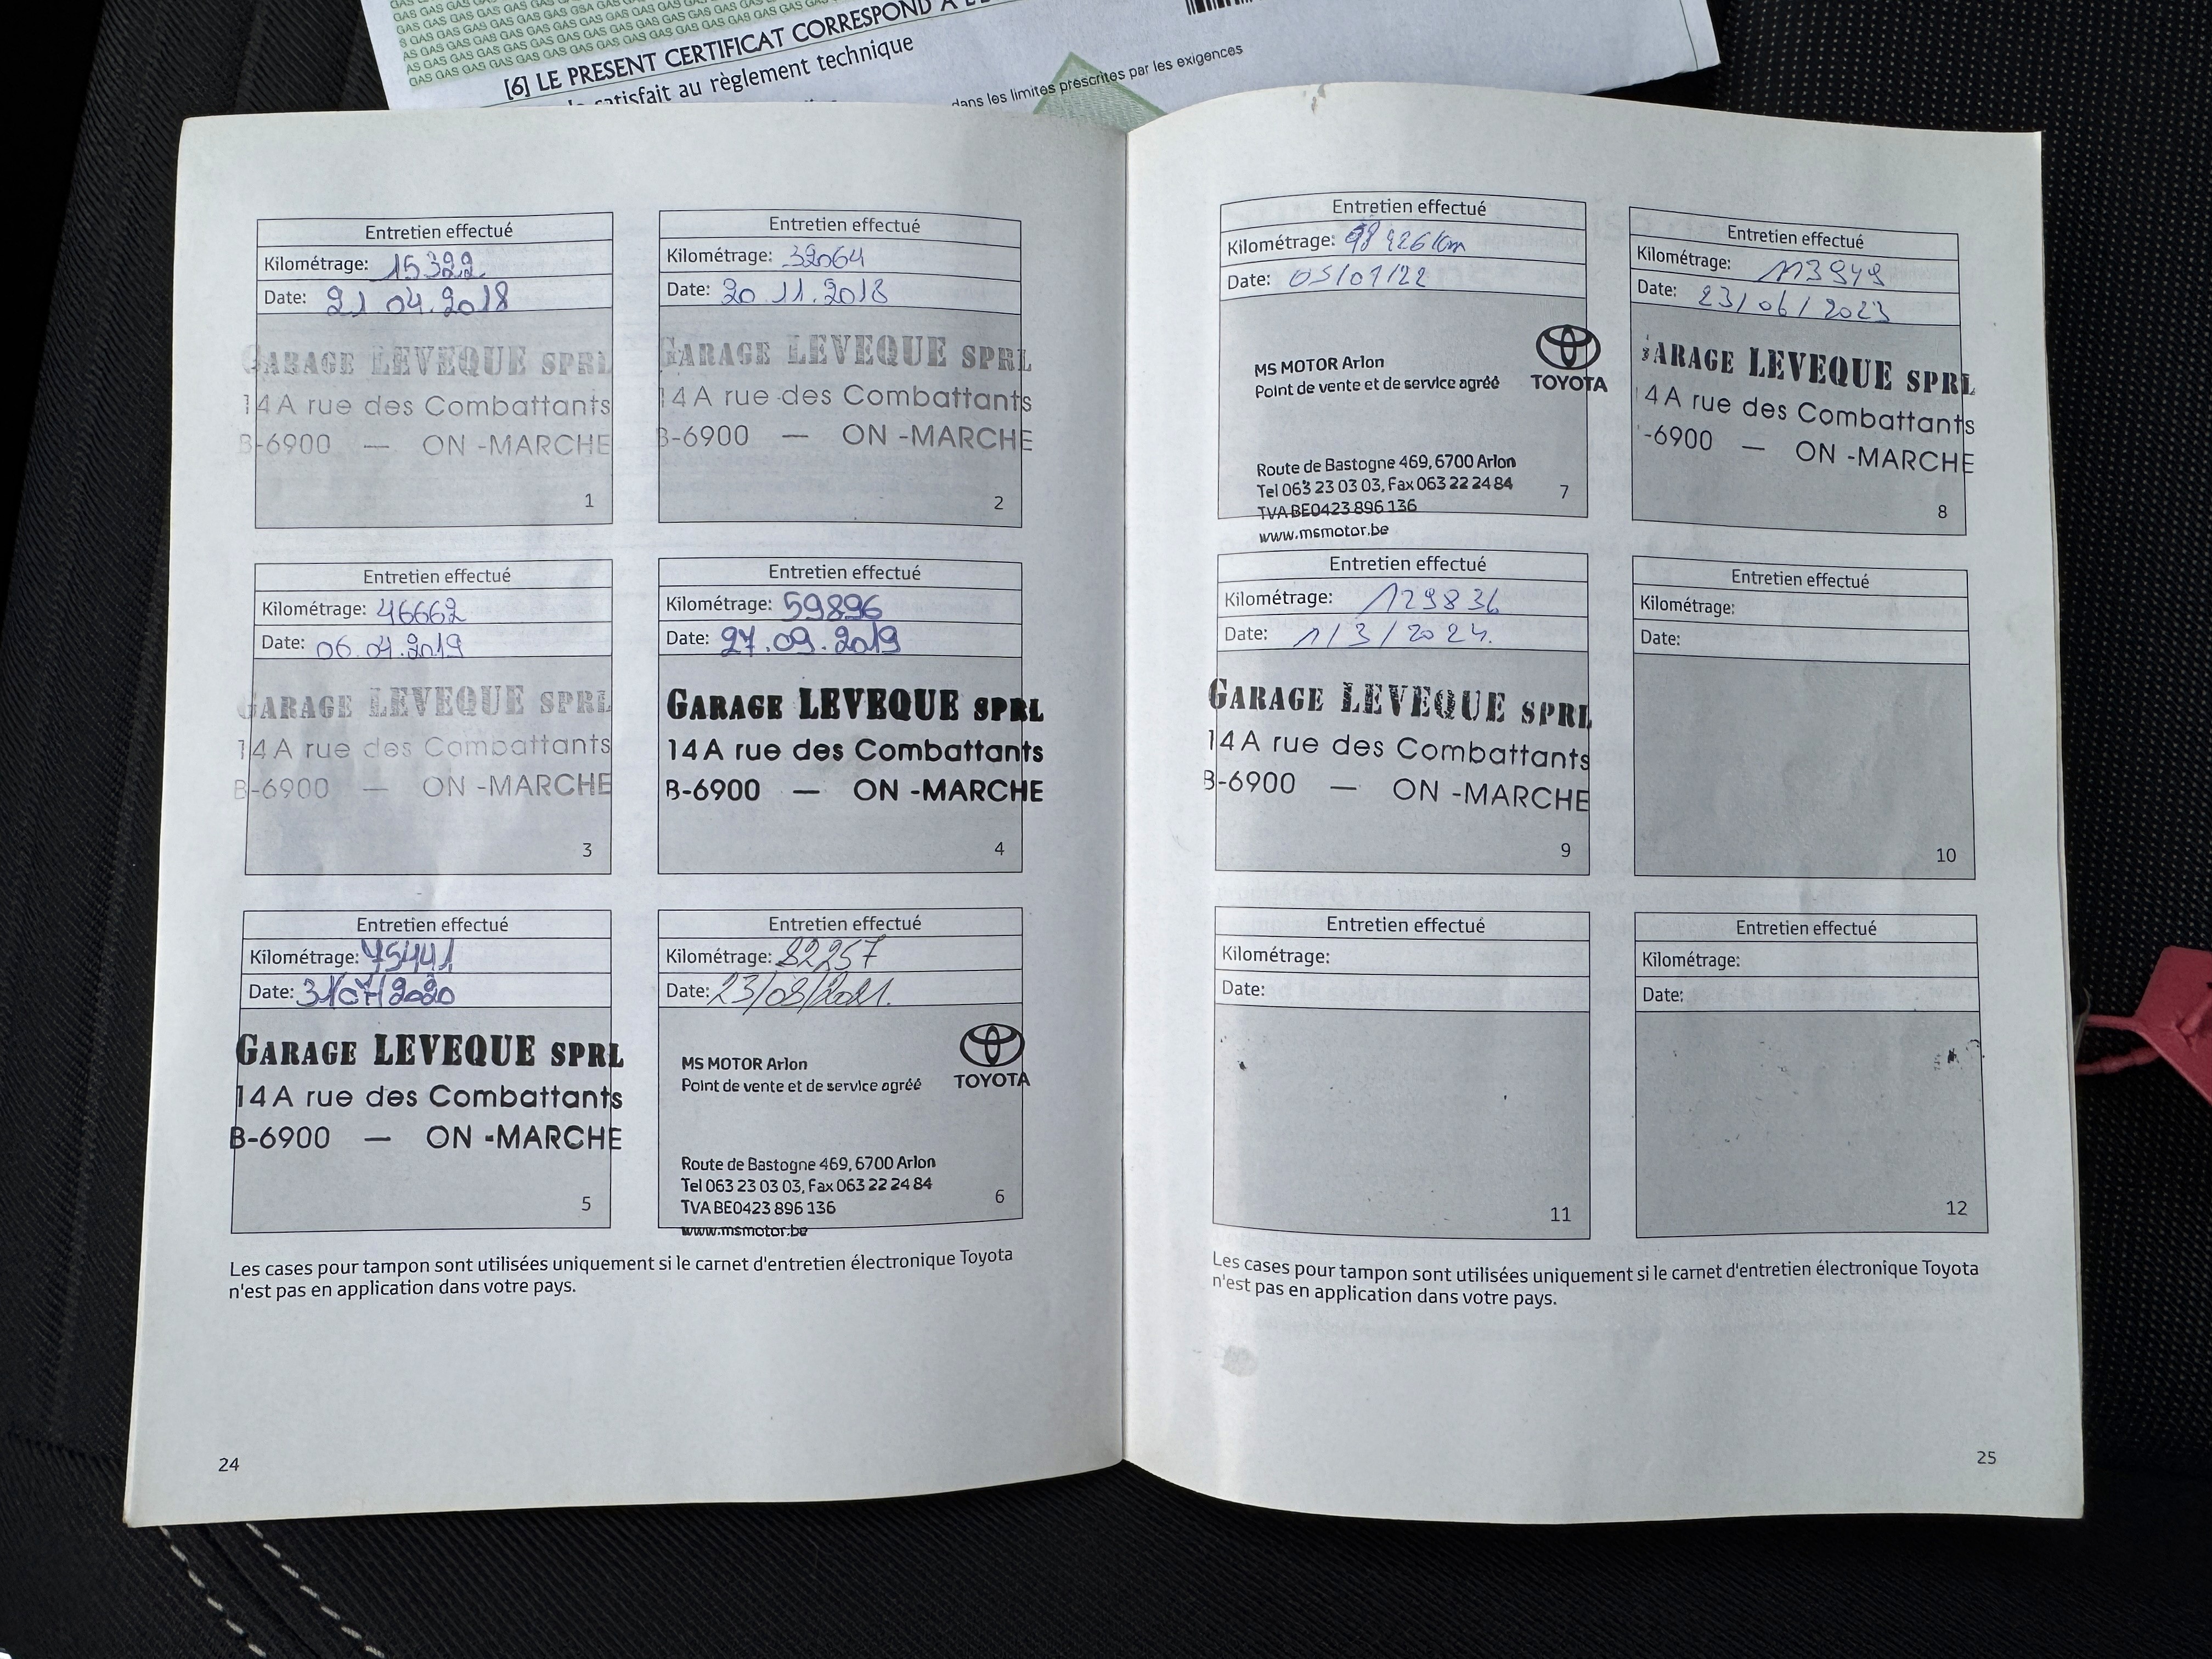 GAS GAS GAS GAS GAS GAS GAS GAS GAS GAS
[6] LE PRESENT CERTIFICAT CORRESPOND A
satisfait au règlement technique
dans les limites prescrites par les exigences
Entretien effectué
Kilométrage: 15322
Date: 21 04.2018
GARAGE LEVEQUE SPRL
14A rue des Combattants
B-6900 — ON -MARCHE
1
Entretien effectué
Kilométrage: 32064
Date: 20.11.2018
GARAGE LEVEQUE SPRL
14A rue des Combattants
B-6900 — ON -MARCHE
2
Entretien effectué
Kilométrage: 46662
Date: 06.04.2019
GARAGE LEVEQUE SPRL
14A rue des Combattants
B-6900 — ON -MARCHE
3
Entretien effectué
Kilométrage: 59896
Date: 27.09.2019
GARAGE LEVEQUE SPRL
14A rue des Combattants
B-6900 — ON -MARCHE
4
Entretien effectué
Kilométrage: 75441
Date: 31/07/2020
GARAGE LEVEQUE SPRL
14A rue des Combattants
B-6900 — ON -MARCHE
5
Entretien effectué
Kilométrage: 82257
Date: 23/08/2021.
MS MOTOR Arlon
Point de vente et de service agréé
TOYOTA
Route de Bastogne 469, 6700 Arlon
Tel 063 23 03 03, Fax 063 22 24 84
TVA BE0423 896 136
www.msmotor.be
6
Les cases pour tampon sont utilisées uniquement si le carnet d'entretien électronique Toyota
n'est pas en application dans votre pays.
24
Entretien effectué
Kilométrage: 98 426 km
Date:
MS MOTOR Arlon
Point de vente et de service agréé
TOYOTA
Route de Bastogne 469, 6700 Arlon
Tel 063 23 03 03, Fax 063 22 24 84
TVA BE0423 896 136
www.msmotor.be
7
Entretien effectué
Kilométrage: 113949
Date: 23/06/2023
ARAGE LEVEQUE SPRL
4A rue des Combattants
-6900 — ON -MARCHE
8
Entretien effectué
Kilométrage: 129836
Date: 1/3/2024.
GARAGE LEVEQUE SPRL
14A rue des Combattants
B-6900 — ON -MARCHE
9
Entretien effectué
Kilométrage:
Date:
10
Entretien effectué
Kilométrage:
Date:
11
Entretien effectué
Kilométrage:
Date:
12
Les cases pour tampon sont utilisées uniquement si le carnet d'entretien électronique Toyota
n'est pas en application dans votre pays.
25